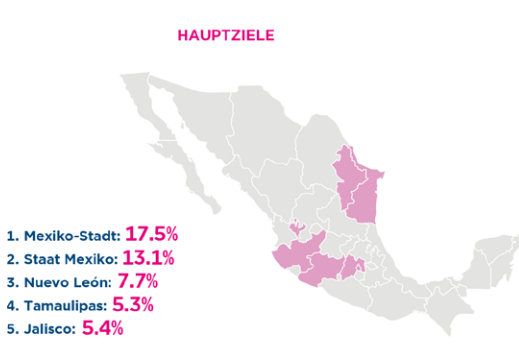 HAUPTZIELE
1. Mexiko-Stadt: 17.5%
2. Staat Mexiko: 13.1%
3. Nuevo León: 7.7%
4. Tamaulipas: 5.3%
5. Jalisco: 5.4%